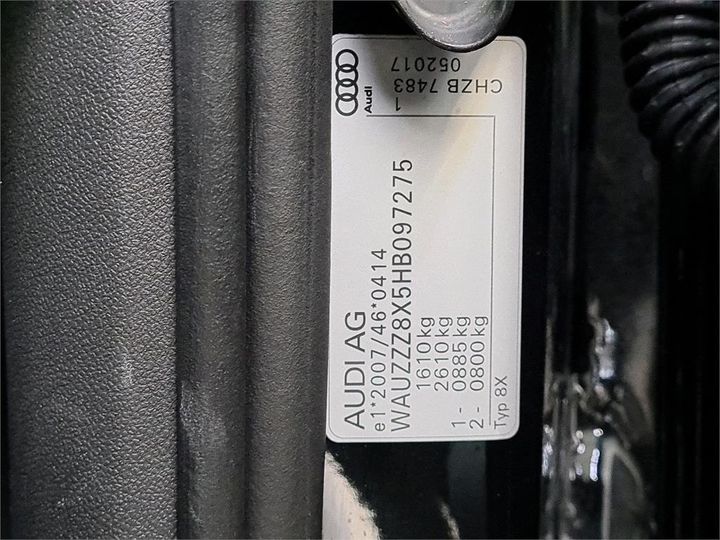 AUDI AG
e1*2007/46*0414
WAUZZZ8X5HB097275
1610 kg
2610 kg
1 - 0885 kg
2 - 0800 kg
Typ 8X
Audi
1
CHZB 7483
052017